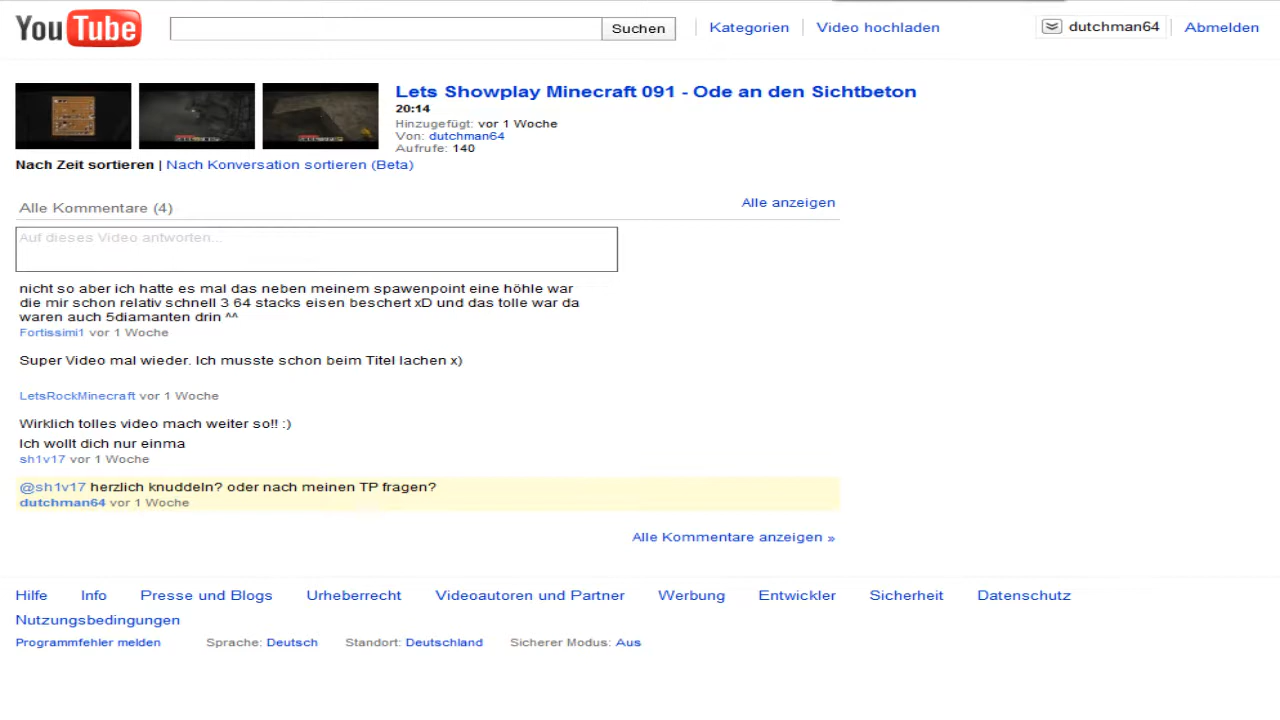 YouTube Suchen Kategorien Video hochladen dutchman64 Abmelden
Lets Showplay Minecraft 091 - Ode an den Sichtbeton
20:14
Hinzugefügt: vor 1 Woche
Von: dutchman64
Aufrufe: 140
Nach Zeit sortieren | Nach Konversation sortieren (Beta)
Alle Kommentare (4) Alle anzeigen
Auf dieses Video antworten...
nicht so aber ich hatte es mal das neben meinem spawenpoint eine höhle war
die mir schon relativ schnell 3 64 stacks eisen beschert xD und das tolle war da
waren auch 5diamanten drin ^^
Fortissimi1 vor 1 Woche
Super Video mal wieder. Ich musste schon beim Titel lachen x)
LetsRockMinecraft vor 1 Woche
Wirklich tolles video mach weiter so!! :)
Ich wollt dich nur einma
sh1v17 vor 1 Woche
@sh1v17 herzlich knuddeln? oder nach meinen TP fragen?
dutchman64 vor 1 Woche
Alle Kommentare anzeigen »
Hilfe Info Presse und Blogs Urheberrecht Videoautoren und Partner Werbung Entwickler Sicherheit Datenschutz
Nutzungsbedingungen
Programmfehler melden Sprache: Deutsch Standort: Deutschland Sicherer Modus: Aus